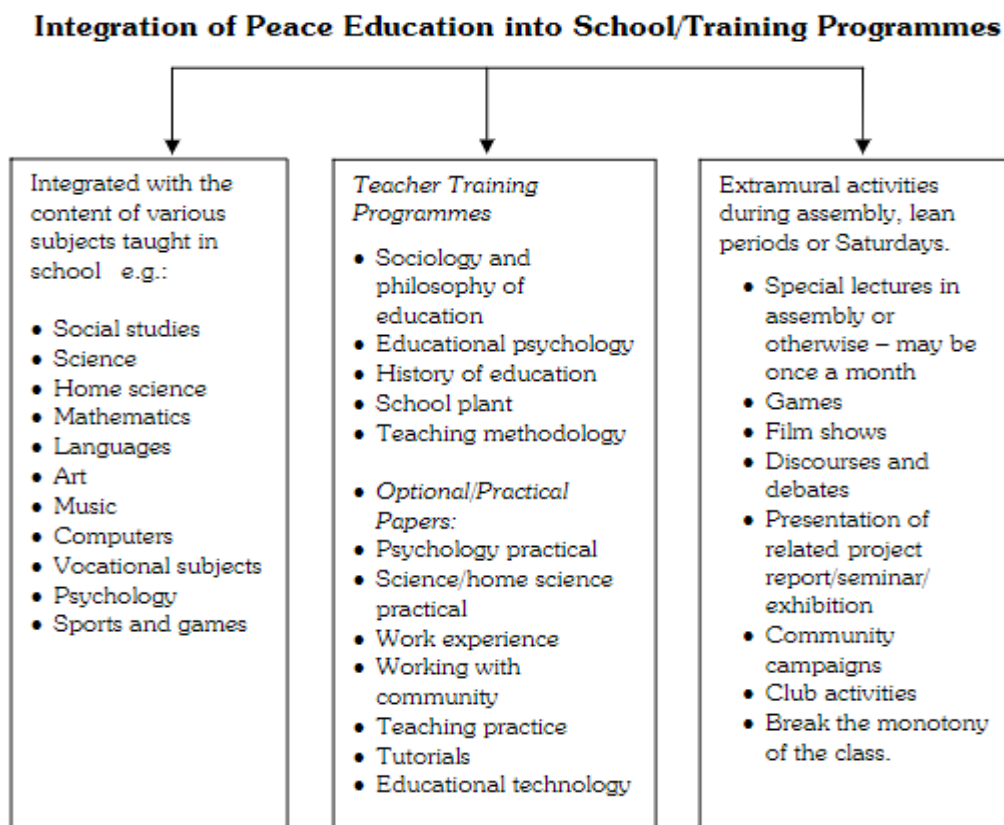 Integration of Peace Education into School/Training Programmes
Integrated with the
content of various
subjects taught in
school e.g.:
• Social studies
• Science
• Home science
• Mathematics
• Languages
• Art
• Music
• Computers
• Vocational subjects
• Psychology
• Sports and games
Teacher Training
Programmes
• Sociology and
philosophy of
education
• Educational psychology
• History of education
• School plant
• Teaching methodology
• Optional/Practical
Papers:
• Psychology practical
• Science/home science
practical
• Work experience
• Working with
community
• Teaching practice
• Tutorials
• Educational technology
Extramural activities
during assembly, lean
periods or Saturdays.
• Special lectures in
assembly or
otherwise – may be
once a month
• Games
• Film shows
• Discourses and
debates
• Presentation of
related project
report/seminar/
exhibition
• Community
campaigns
• Club activities
• Break the monotony
of the class.